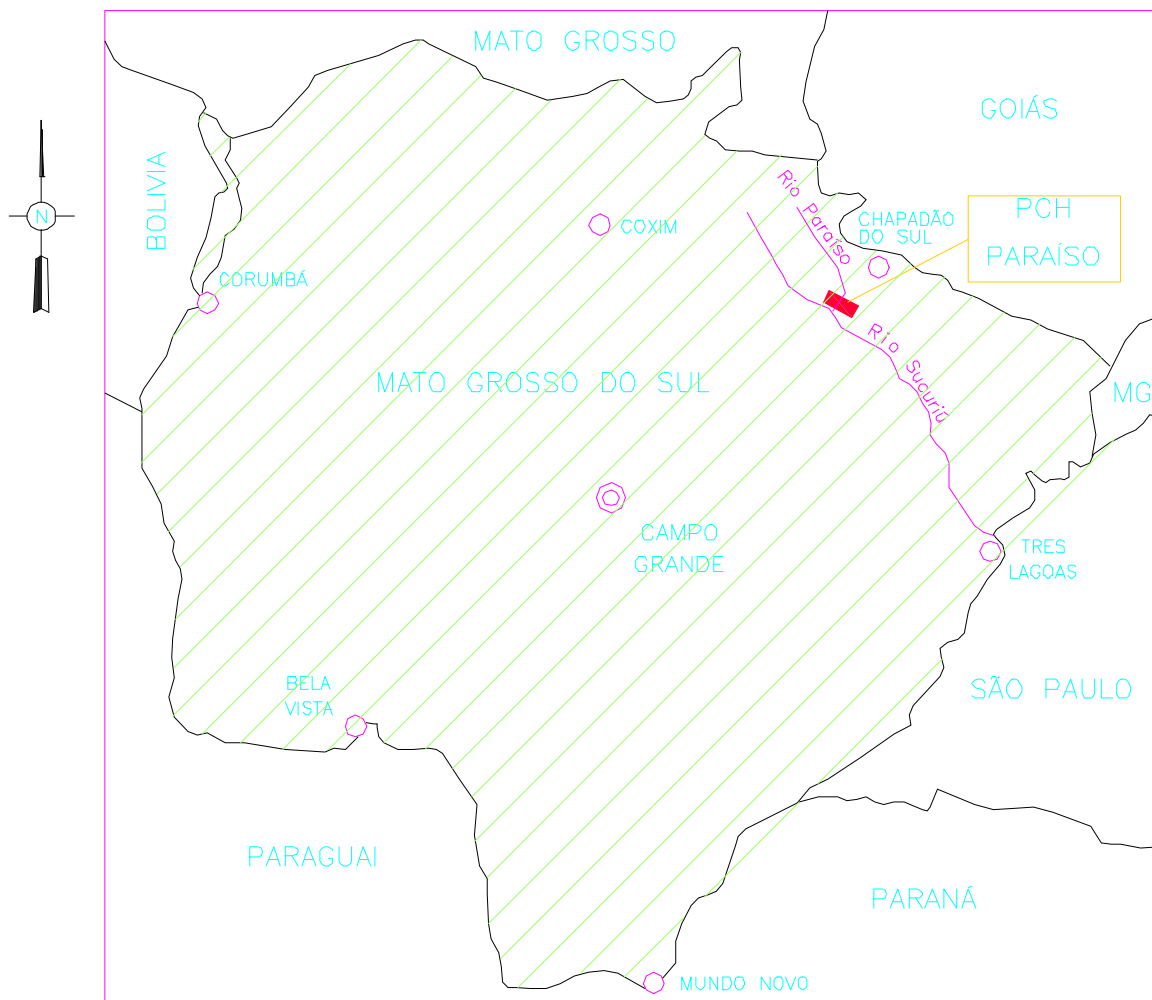 MATO GROSSO
GOIÁS
BOLIVIA
N
Rio Paraíso
PCH
PARAÍSO
CHAPADÃO
DO SUL
COXIM
CORUMBÁ
Rio Sucuriú
MATO GROSSO DO SUL
MG
CAMPO
GRANDE
TRES
LAGOAS
BELA
VISTA
SÃO PAULO
PARAGUAI
PARANÁ
MUNDO NOVO